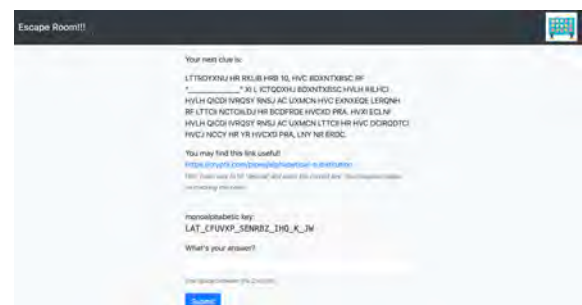 Escape Room!!!
Your next clue is:
LTTRDYXNU HR RKLIB HRB 10, HVC BDXNTXBSC RF
"____________" XI L ICTQDXHJ BDXNTXBSC HVLH IHLHCI
HVLH QICDI IVRQSY RNSJ AC UXMCN HVC EXNXEQE LERQNH
RF LTTCII NCTCIILDJ HR BCDFRDE HVCXD PRA. HVXI ECLNI
HVLH QICDI IVRQSY RNSJ AC UXMCN LTTCII HR HVC DCIRQDTCI
HVCJ NCCY HR YR HVCXD PRA, LNY NR ERDC.
You may find this link useful!
monoalphabetic key:
LAT_CFUVXP_SENRBZ_IHQ_K_JW
What's your answer?
Submit